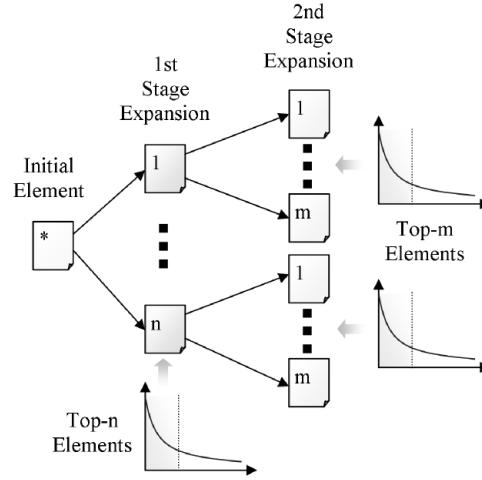 2nd
Stage
Expansion
1st
Stage
Expansion
1
1
Initial
Element
m
Top-m
Elements
*
1
n
m
Top-n
Elements